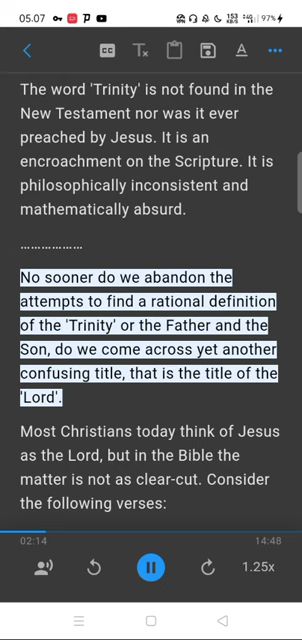 05.07
153
KB/S
97%
CC
A
The word 'Trinity' is not found in the
New Testament nor was it ever
preached by Jesus. It is an
encroachment on the Scripture. It is
philosophically inconsistent and
mathematically absurd.
………………
No sooner do we abandon the
attempts to find a rational definition
of the 'Trinity' or the Father and the
Son, do we come across yet another
confusing title, that is the title of the
'Lord'.
Most Christians today think of Jesus
as the Lord, but in the Bible the
matter is not as clear-cut. Consider
the following verses:
02:14 14:48
1.25x